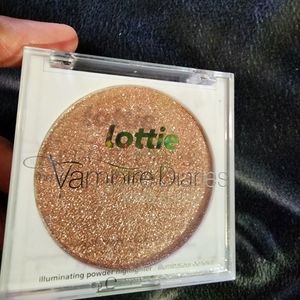 lottie
Vampire Diaries
illuminating powder highlighter